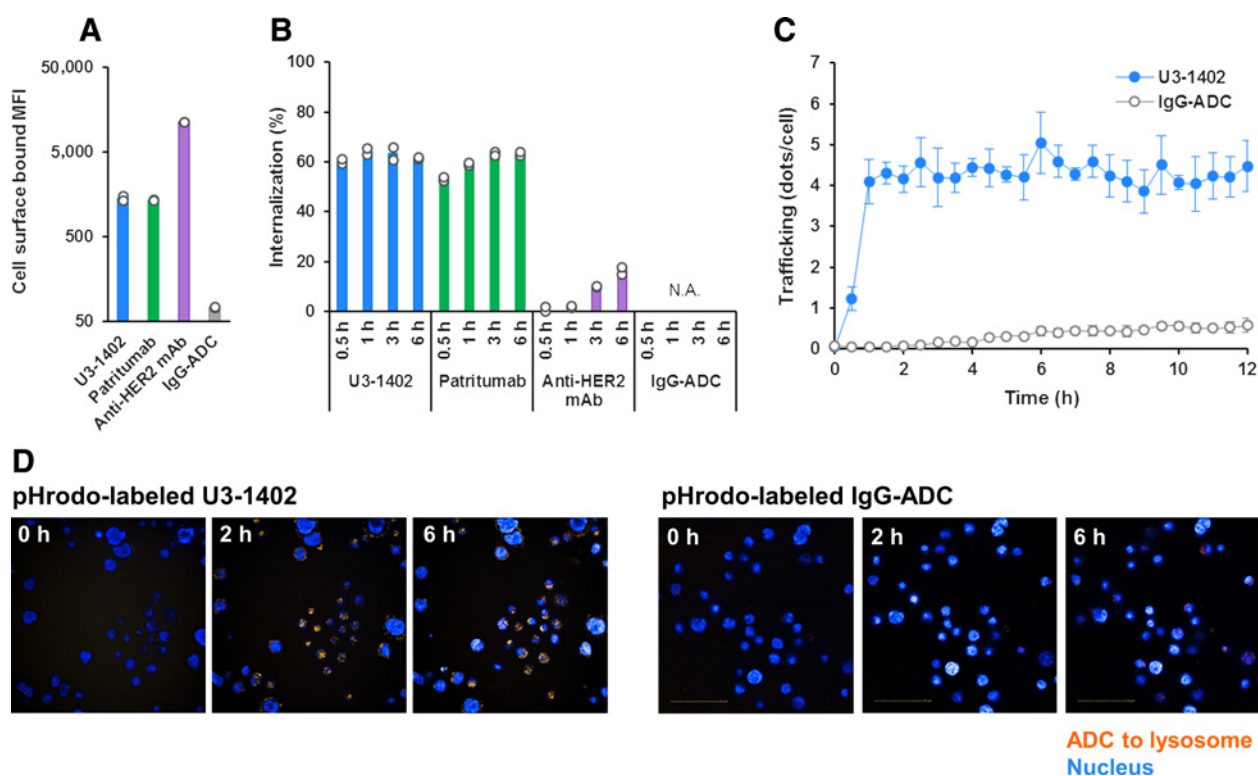 A
50,000
5,000
500
50
Cell surface bound MFI
U3-1402
Patritumab
Anti-HER2 mAb
IgG-ADC
B
100
80
60
40
20
0
Internalization (%)
N.A.
0.5 h 1 h 3 h 6 h 0.5 h 1 h 3 h 6 h 0.5 h 1 h 3 h 6 h 0.5 h 1 h 3 h 6 h
U3-1402 Patritumab Anti-HER2 IgG-ADC
mAb
C
7
6
5
4
3
2
1
0
Trafficking (dots/cell)
U3-1402
IgG-ADC
0 2 4 6 8 10 12
Time (h)
D
pHrodo-labeled U3-1402
0 h 2 h 6 h
pHrodo-labeled IgG-ADC
0 h 2 h 6 h
ADC to lysosome
Nucleus